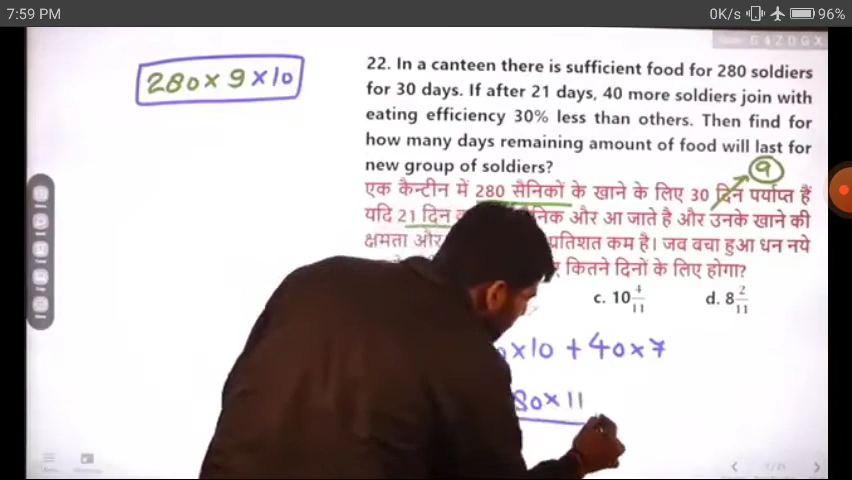 7:59 PM
0K/s 96%
280 × 9 × 10
22. In a canteen there is sufficient food for 280 soldiers
for 30 days. If after 21 days, 40 more soldiers join with
eating efficiency 30% less than others. Then find for
how many days remaining amount of food will last for
new group of soldiers?
9
एक कैन्टीन में 280 सैनिकों के खाने के लिए 30 दिन पर्याप्त हैं
यदि 21 दिन और आ जाते है और उनके खाने की
क्षमता और प्रतिशत कम है। जब बचा हुआ धन नये
कितने दिनों के लिए होगा?
c. 10 4/11 d. 8 2/11
×10 + 40×7
80×11